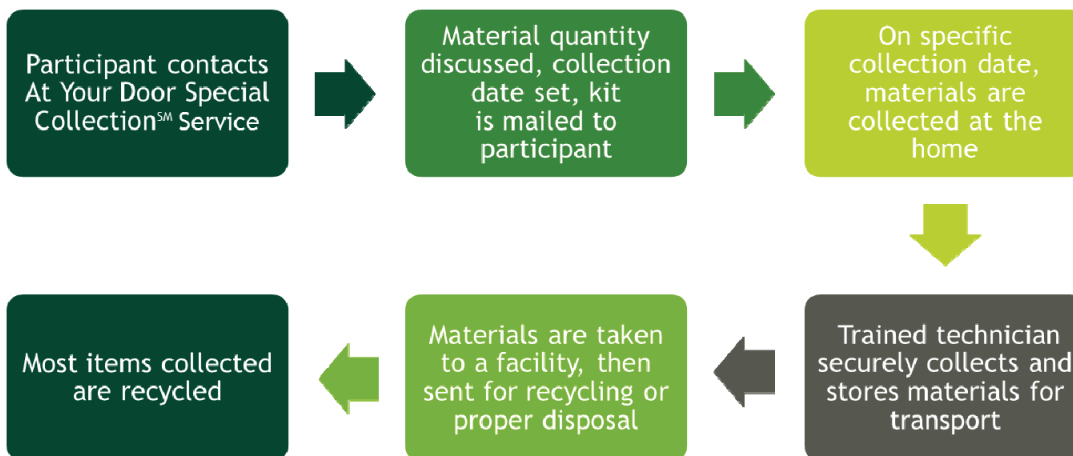 Participant contacts
At Your Door Special
Collection℠ Service
Material quantity
discussed, collection
date set, kit
is mailed to
participant
On specific
collection date,
materials are
collected at the
home
Trained technician
securely collects and
stores materials for
transport
Materials are taken
to a facility, then
sent for recycling or
proper disposal
Most items collected
are recycled